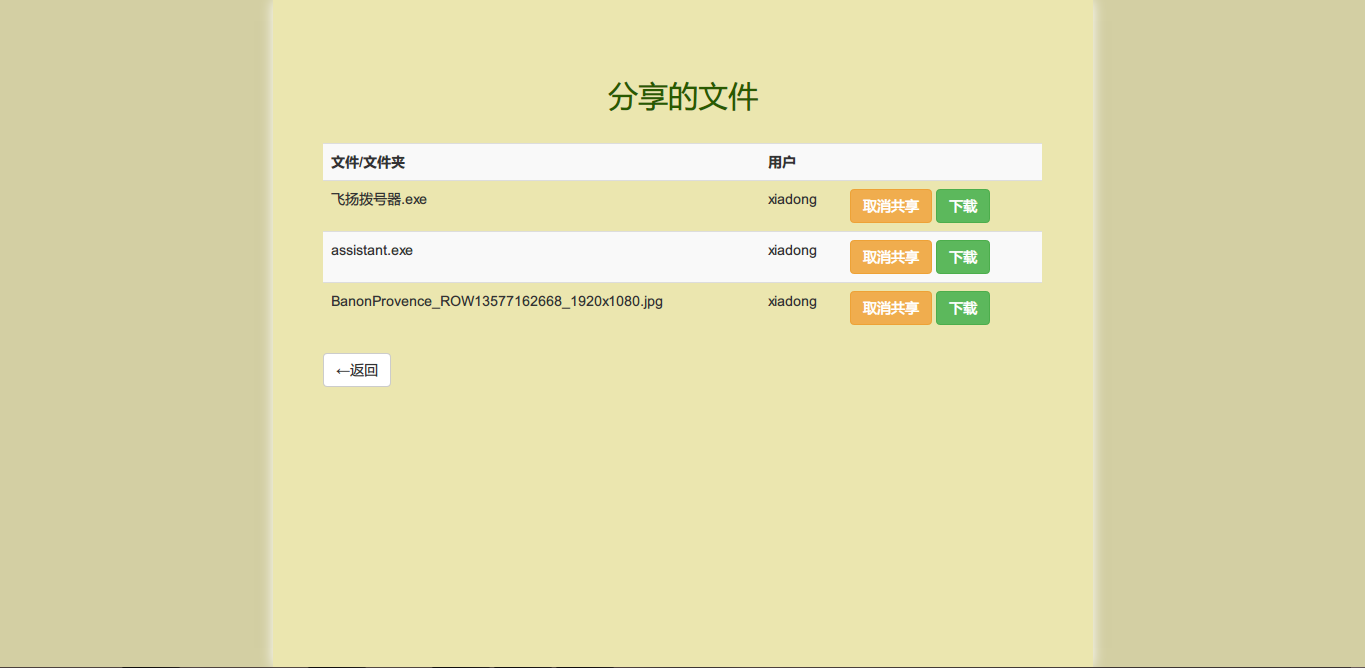 分享的文件
文件/文件夹 用户
飞扬拨号器.exe xiadong 取消共享 下载
assistant.exe xiadong 取消共享 下载
BanonProvence_ROW13577162668_1920x1080.jpg xiadong 取消共享 下载
←返回